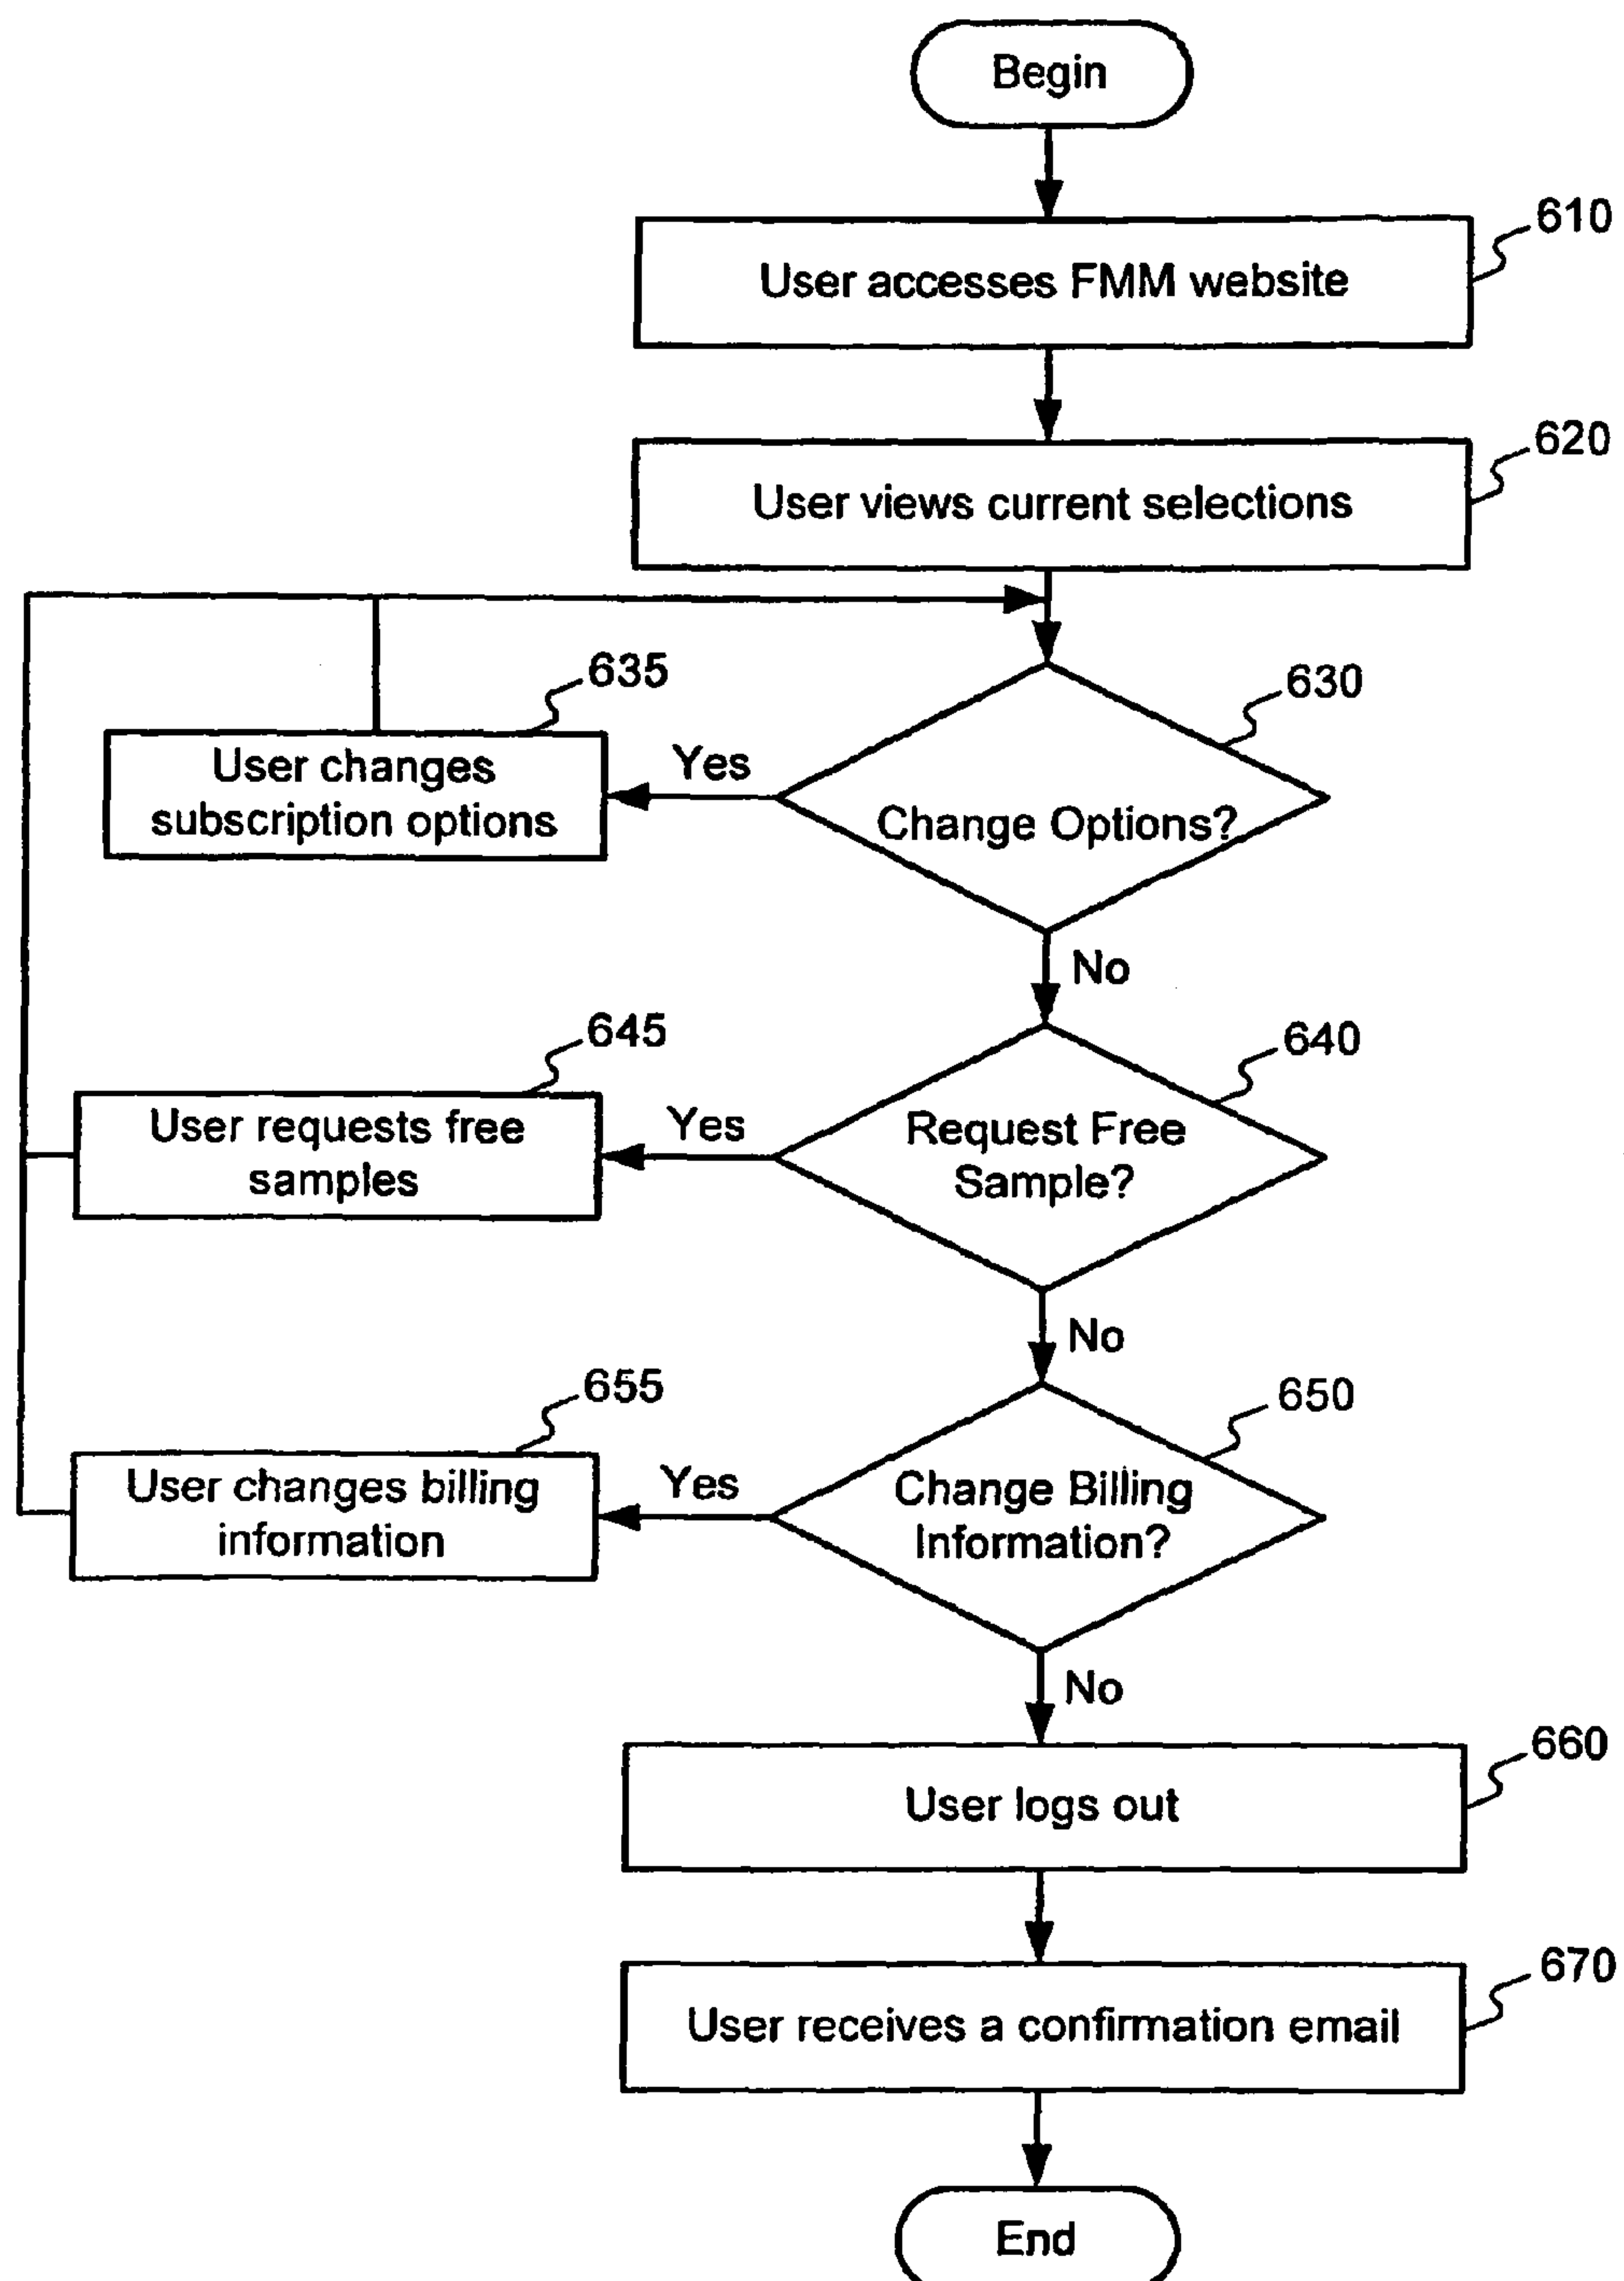 Begin
610
User accesses FMM website
620
User views current selections
635
630
User changes
subscription options
Yes
Change Options?
No
645
640
User requests free
samples
Yes
Request Free
Sample?
No
655
650
User changes billing
information
Yes
Change Billing
Information?
No
660
User logs out
670
User receives a confirmation email
End